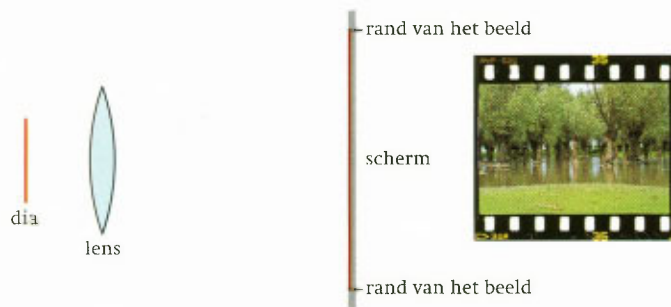 rand van het beeld
scherm
dia
lens
rand van het beeld